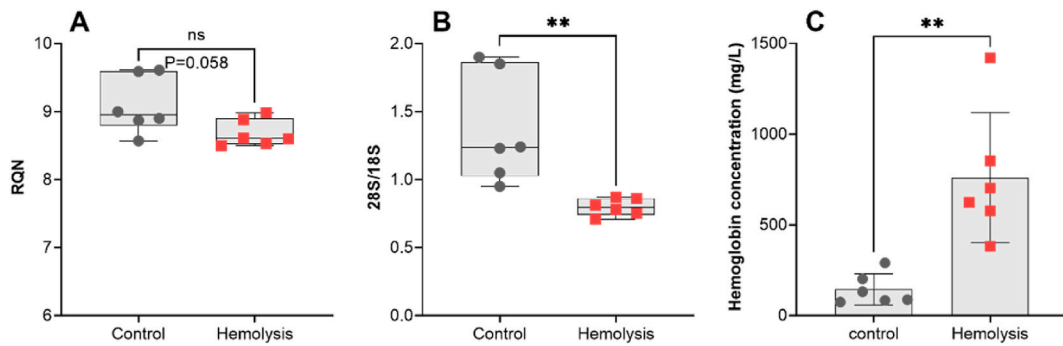 A
ns
P=0.058
RQN
10
9
8
7
6
Control
Hemolysis
B
**
28S/18S
2.0
1.5
1.0
0.5
0.0
Control
Hemolysis
C
**
Hemoglobin concentration (mg/L)
1500
1000
500
0
control
Hemolysis